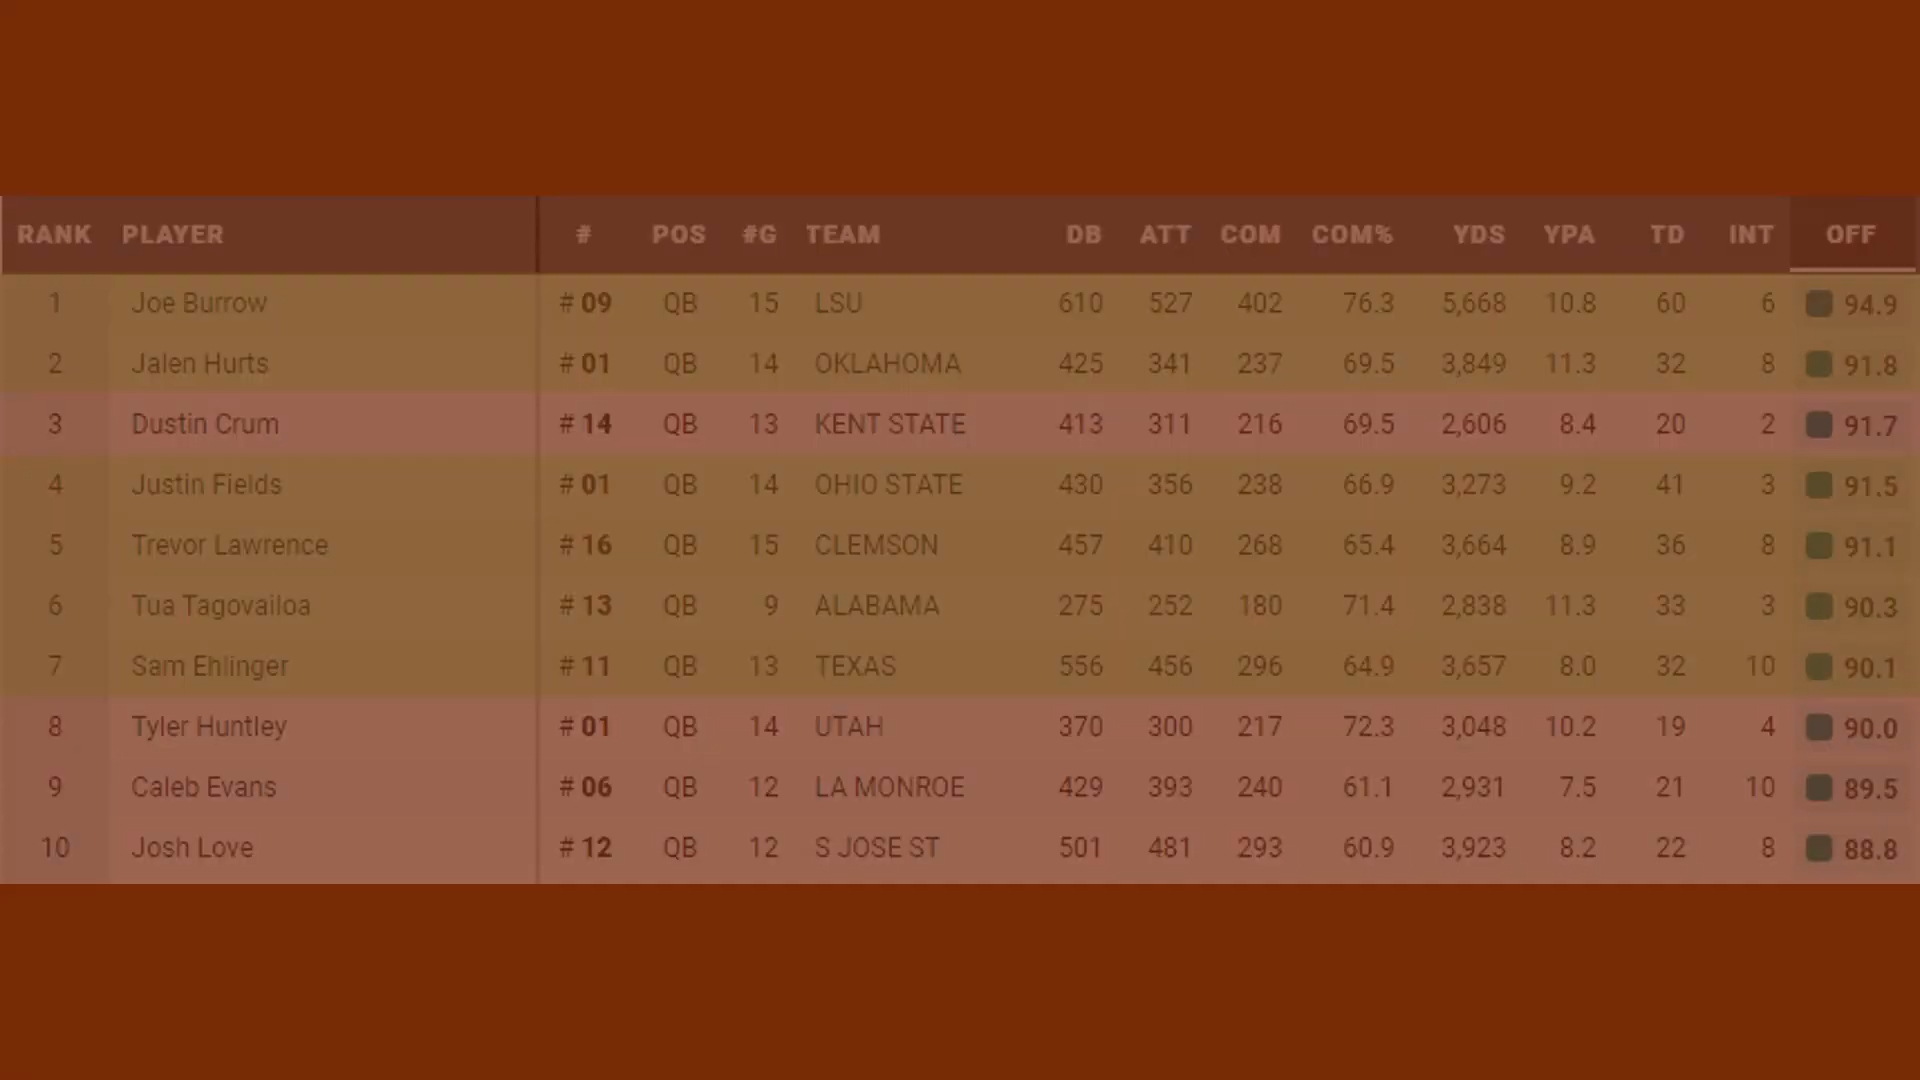 RANK PLAYER # POS #G TEAM DB ATT COM COM% YDS YPA TD INT OFF
1 Joe Burrow # 09 QB 15 LSU 610 527 402 76.3 5,668 10.8 60 6 94.9
2 Jalen Hurts # 01 QB 14 OKLAHOMA 425 341 237 69.5 3,849 11.3 32 8 91.8
3 Dustin Crum # 14 QB 13 KENT STATE 413 311 216 69.5 2,606 8.4 20 2 91.7
4 Justin Fields # 01 QB 14 OHIO STATE 430 356 238 66.9 3,273 9.2 41 3 91.5
5 Trevor Lawrence # 16 QB 15 CLEMSON 457 410 268 65.4 3,664 8.9 36 8 91.1
6 Tua Tagovailoa # 13 QB 9 ALABAMA 275 252 180 71.4 2,838 11.3 33 3 90.3
7 Sam Ehlinger # 11 QB 13 TEXAS 556 456 296 64.9 3,657 8.0 32 10 90.1
8 Tyler Huntley # 01 QB 14 UTAH 370 300 217 72.3 3,048 10.2 19 4 90.0
9 Caleb Evans # 06 QB 12 LA MONROE 429 393 240 61.1 2,931 7.5 21 10 89.5
10 Josh Love # 12 QB 12 S JOSE ST 501 481 293 60.9 3,923 8.2 22 8 88.8